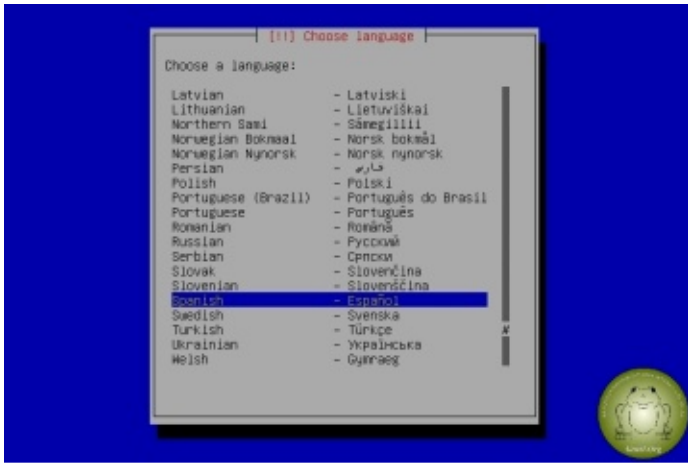 [!!] Choose language
Choose a language:
Latvian - Latviski
Lithuanian - Lietuviškai
Northern Sami - Sámegillii
Norwegian Bokmaal - Norsk bokmål
Norwegian Nynorsk - Norsk nynorsk
Persian - فارسی
Polish - Polski
Portuguese (Brazil) - Português do Brasil
Portuguese - Português
Romanian - Română
Russian - Русский
Serbian - Српски
Slovak - Slovenčina
Slovenian - Slovenščina
Spanish - Español
Swedish - Svenska
Turkish - Türkçe
Ukrainian - Українська
Welsh - Gymraeg